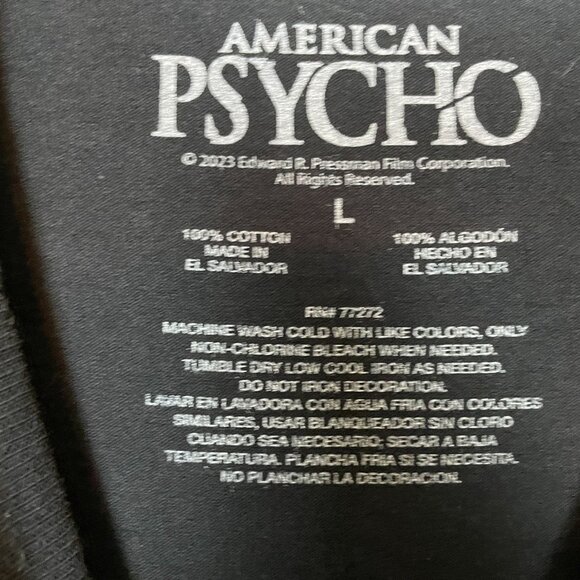 AMERICAN
PSYCHO
© 2023 Edward R. Pressman Film Corporation.
All Rights Reserved.
L
100% COTTON
MADE IN
EL SALVADOR
100% ALGODÓN
HECHO EN
EL SALVADOR
RN# 77272
MACHINE WASH COLD WITH LIKE COLORS, ONLY
NON-CHLORINE BLEACH WHEN NEEDED.
TUMBLE DRY LOW COOL IRON AS NEEDED.
DO NOT IRON DECORATION.
LAVAR EN LAVADORA CON AGUA FRIA CON COLORES
SIMILARES, USAR BLANQUEADOR SIN CLORO
CUANDO SEA NECESARIO; SECAR A BAJA
TEMPERATURA. PLANCHA FRIA SI SE NECESITA.
NO PLANCHAR LA DECORACION.